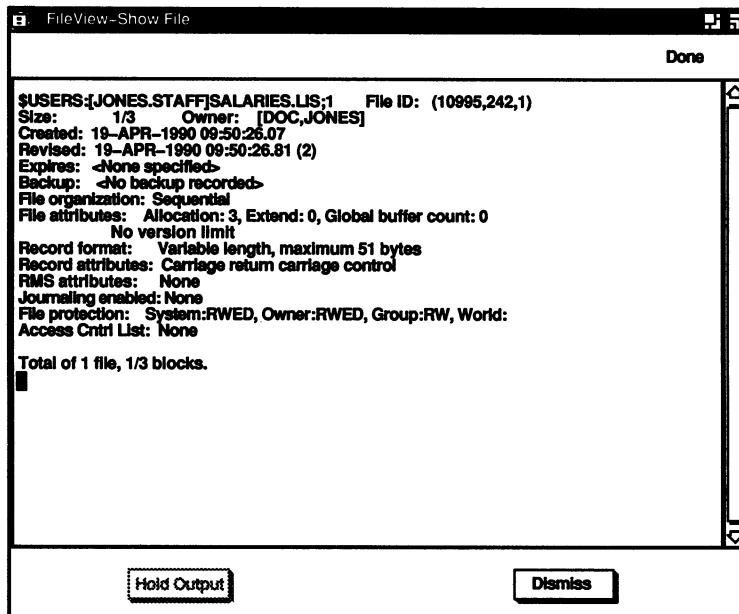 FileView–Show File
Done
$USERS:[JONES.STAFF]SALARIES.LIS;1 File ID: (10995,242,1)
Size: 1/3 Owner: [DOC,JONES]
Created: 19–APR–1990 09:50:26.07
Revised: 19–APR–1990 09:50:26.81 (2)
Expires: <None specified>
Backup: <No backup recorded>
File organization: Sequential
File attributes: Allocation: 3, Extend: 0, Global buffer count: 0
No version limit
Record format: Variable length, maximum 51 bytes
Record attributes: Carriage return carriage control
RMS attributes: None
Journaling enabled: None
File protection: System:RWED, Owner:RWED, Group:RW, World:
Access Cntrl List: None
Total of 1 file, 1/3 blocks.
Hold Output
Dismiss